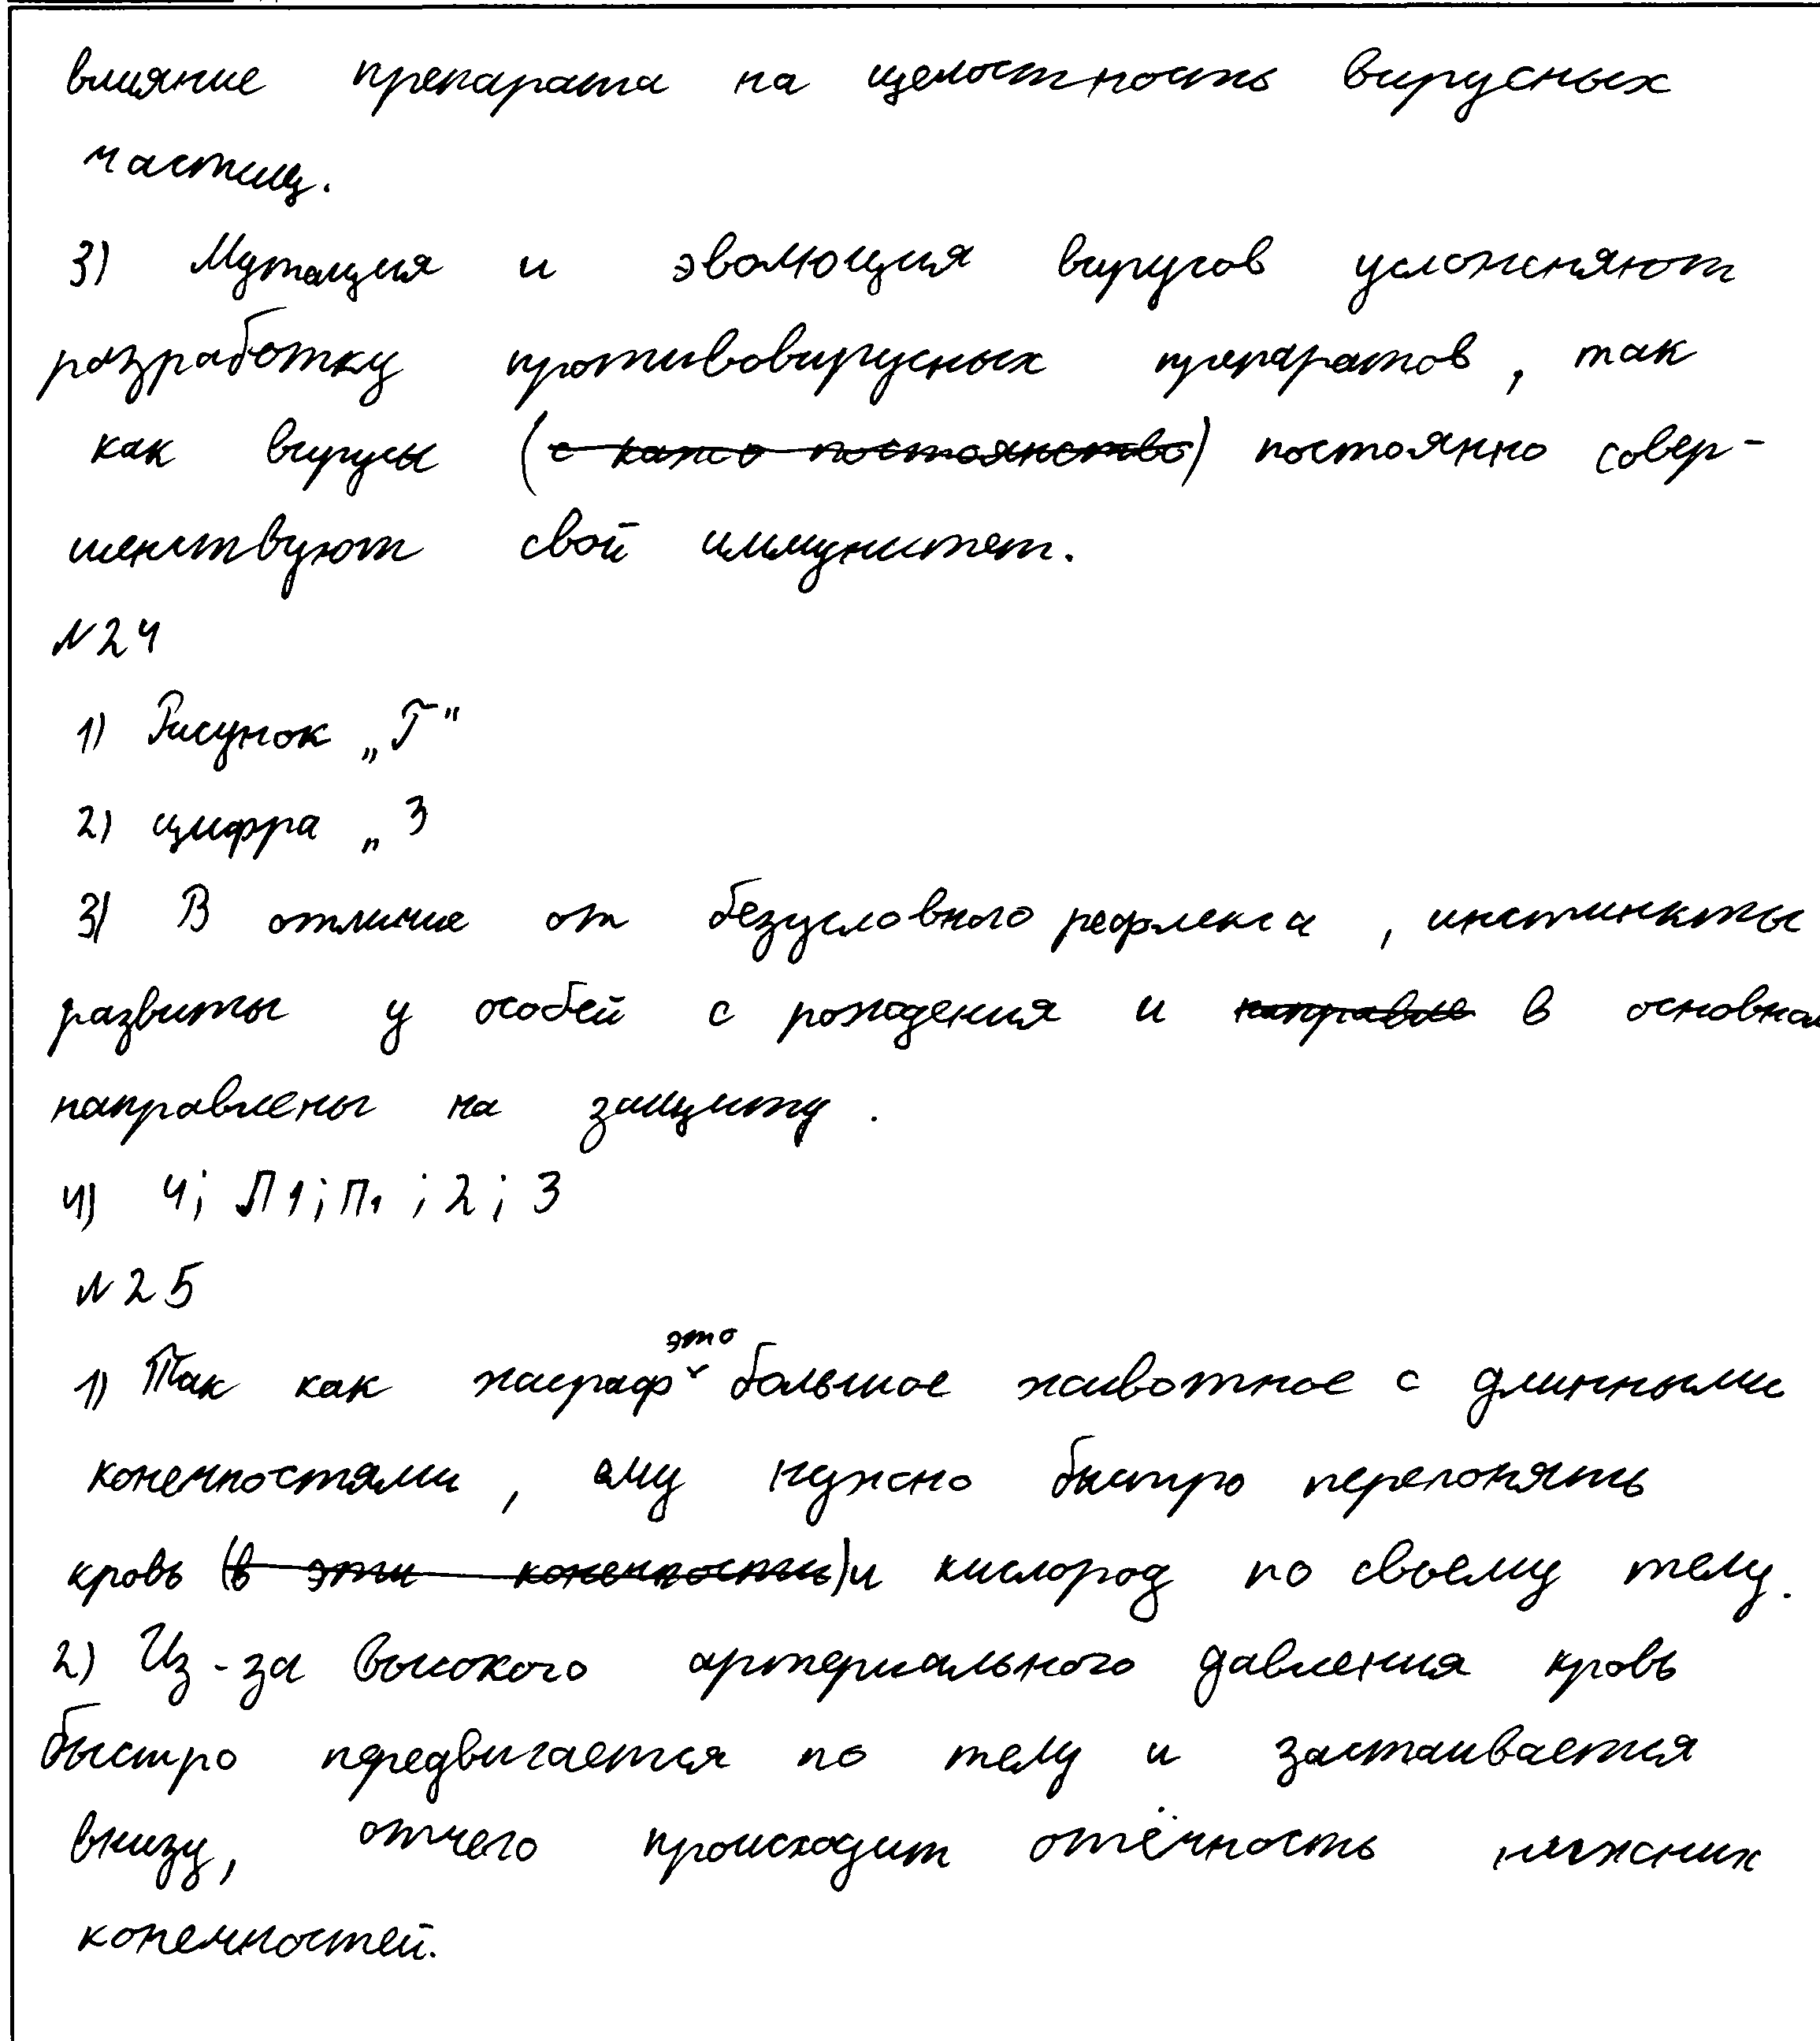 влияние препарата на целостность вирусных
частиц.
3) Мутация и эволюция вирусов усложняют
разработку противовирусных препаратов, так
как вирусы (с каж о постоянство) постоянно совер-
шенствуют свой иммунитет.
№24
1) Рисунок „Г"
2) цифра „3
3) В отличие от безусловного рефлекса, инстинкты
развиты у особей с рождения и направле в основном
направлены на защиту.
4) 4; Л1; П1; 2; 3
№25
1) Так как жираф это большое животное с длинными
конечностями, ему нужно быстро перегонять
кровь (в эти конечности) и кислород по своему телу.
2) Из-за высокого артериального давления кровь
быстро передвигается по телу и застаивается
внизу, отчего происходит отёчность нижних
конечностей.